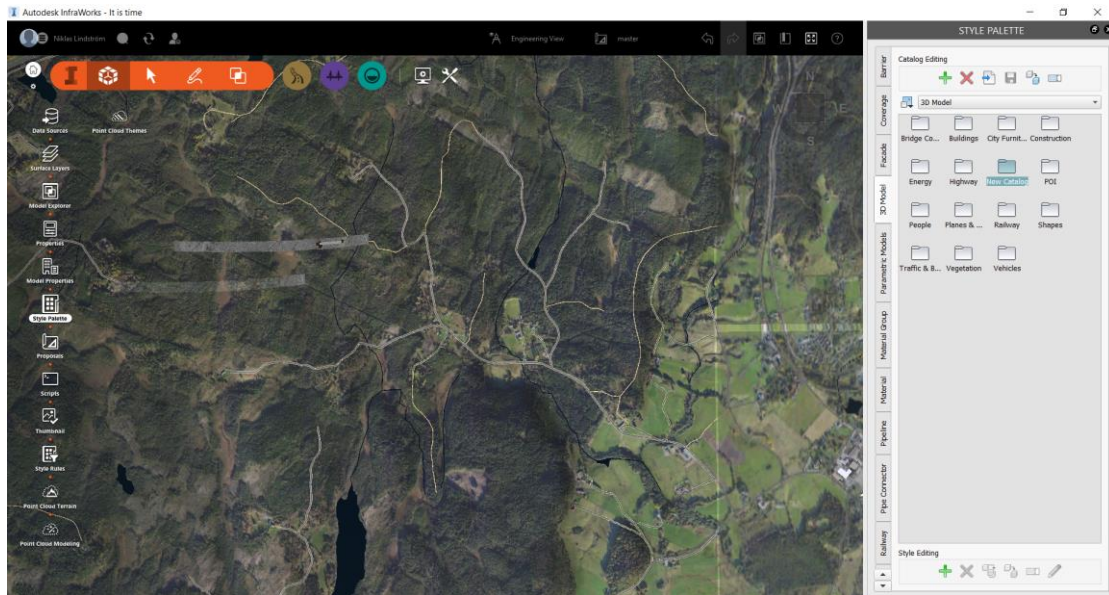 Autodesk InfraWorks - It is time
Niklas Lindström
Engineering View
master
Data Sources
Point Cloud Themes
Surface Layers
Model Explorer
Properties
Model Properties
Style Palette
Proposals
Scripts
Thumbnail
Style Rules
Point Cloud Terrain
Point Cloud Modeling
E
S
STYLE PALETTE
Barrier
Coverage
Facade
3D Model
Parametric Models
Material Group
Material
Pipeline
Pipe Connector
Railway
Catalog Editing
3D Model
Bridge Co... Buildings City Furnit... Construction
Energy Highway New Catalog POI
People Planes & ... Railway Shapes
Traffic & B... Vegetation Vehicles
Style Editing